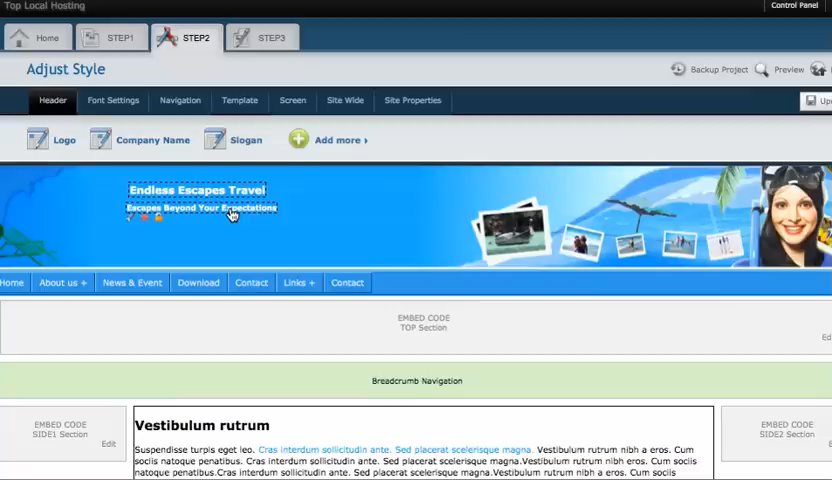 Top Local Hosting
Control Panel
Home
STEP1
STEP2
STEP3
Adjust Style
Backup Project
Preview
Header
Font Settings
Navigation
Template
Screen
Site Wide
Site Properties
Logo
Company Name
Slogan
Add more ›
Endless Escapes Travel
Escapes Beyond Your Expectations
Home
About us +
News & Event
Download
Contact
Links +
Contact
EMBED CODE
TOP Section
Breadcrumb Navigation
EMBED CODE
SIDE1 Section
Edit
Vestibulum rutrum
Suspendisse turpis eget leo. Cras interdum sollicitudin ante. Sed placerat scelerisque magna. Vestibulum rutrum nibh a eros. Cum
sociis natoque penatibus. Cras interdum sollicitudin ante. Sed placerat scelerisque magna.Vestibulum rutrum nibh a eros. Cum sociis
natoque penatibus.Cras interdum sollicitudin ante. Sed placerat scelerisque magna.Vestibulum rutrum nibh a eros. Cum sociis
EMBED CODE
SIDE2 Section